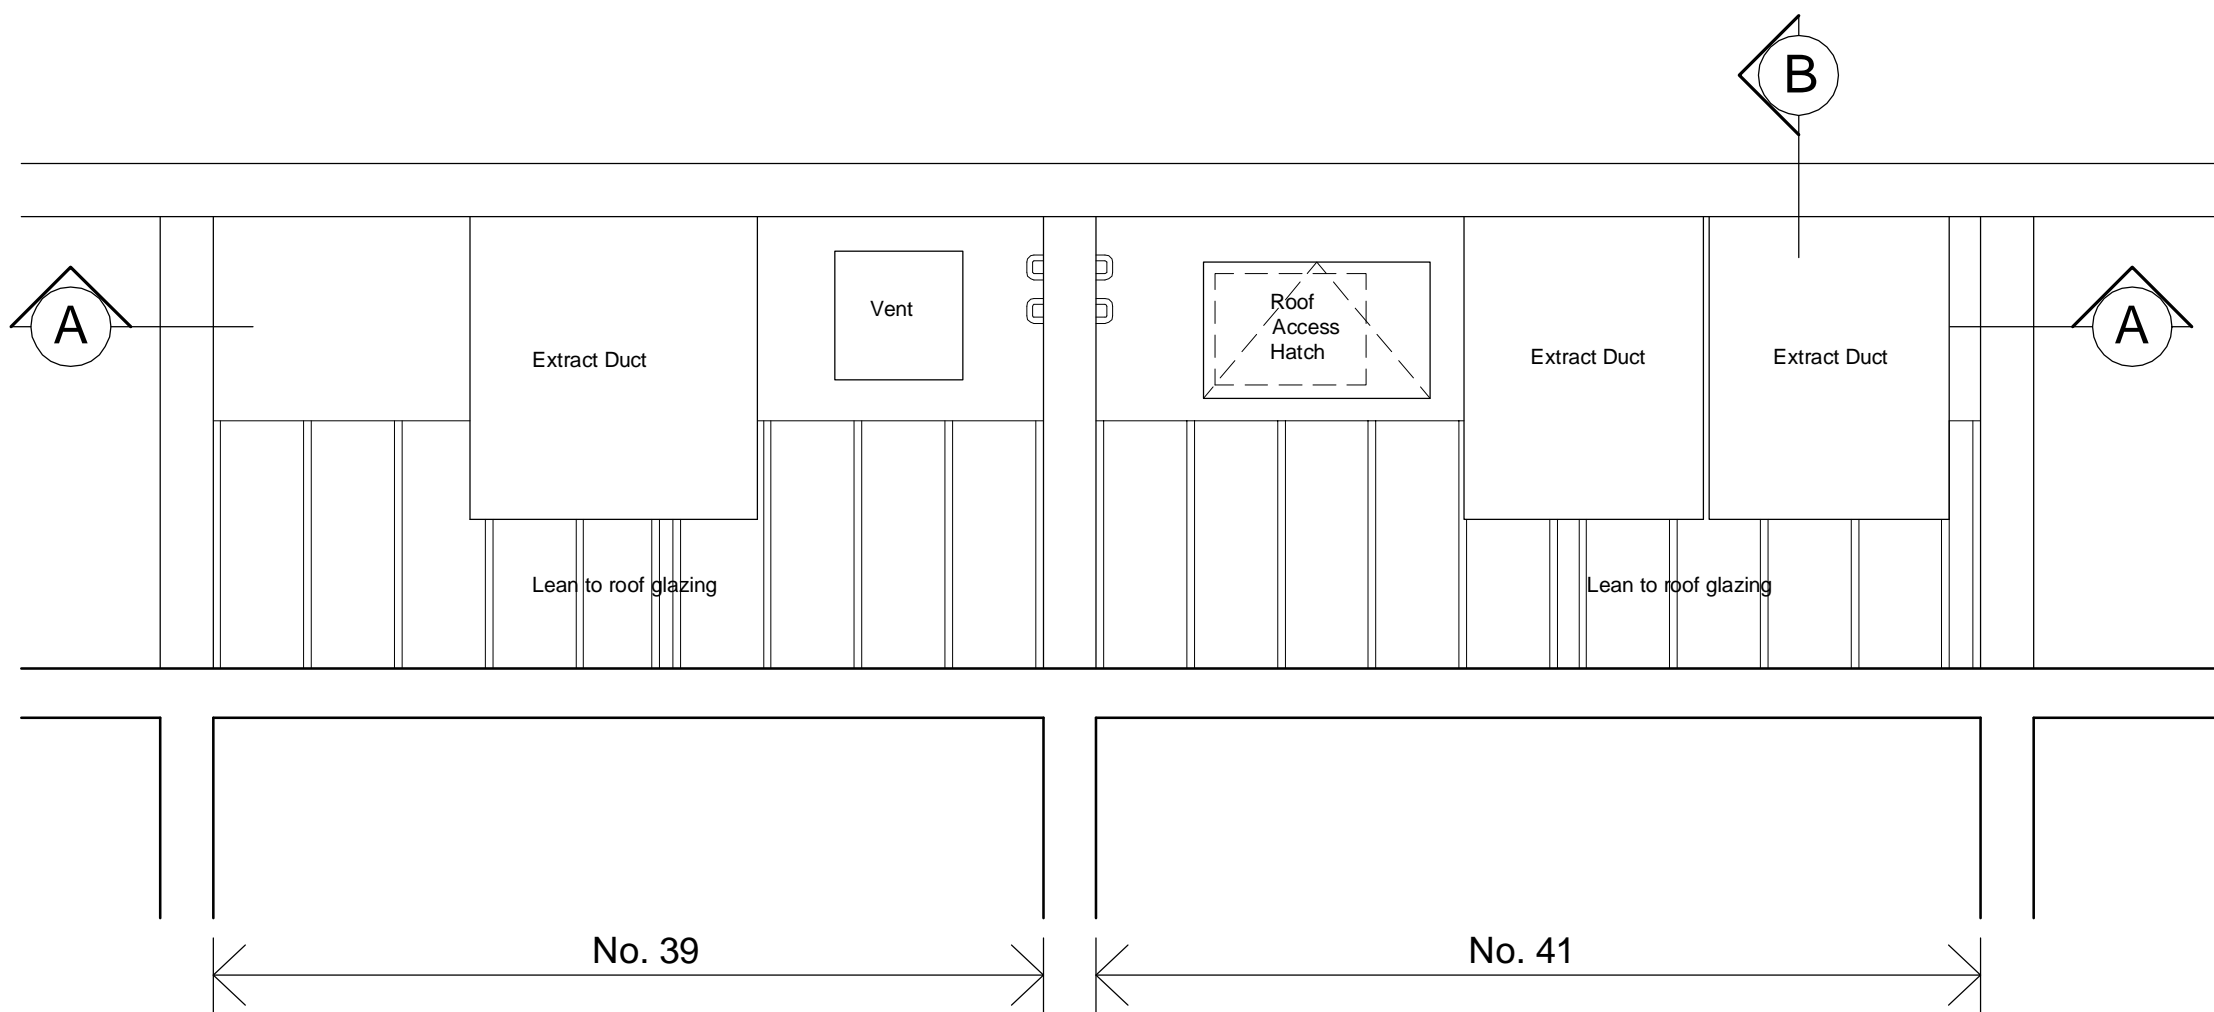 B
A
Vent
Roof
Access
Hatch
A
Extract Duct
Extract Duct
Extract Duct
Lean to roof glazing
Lean to roof glazing
No. 39
No. 41